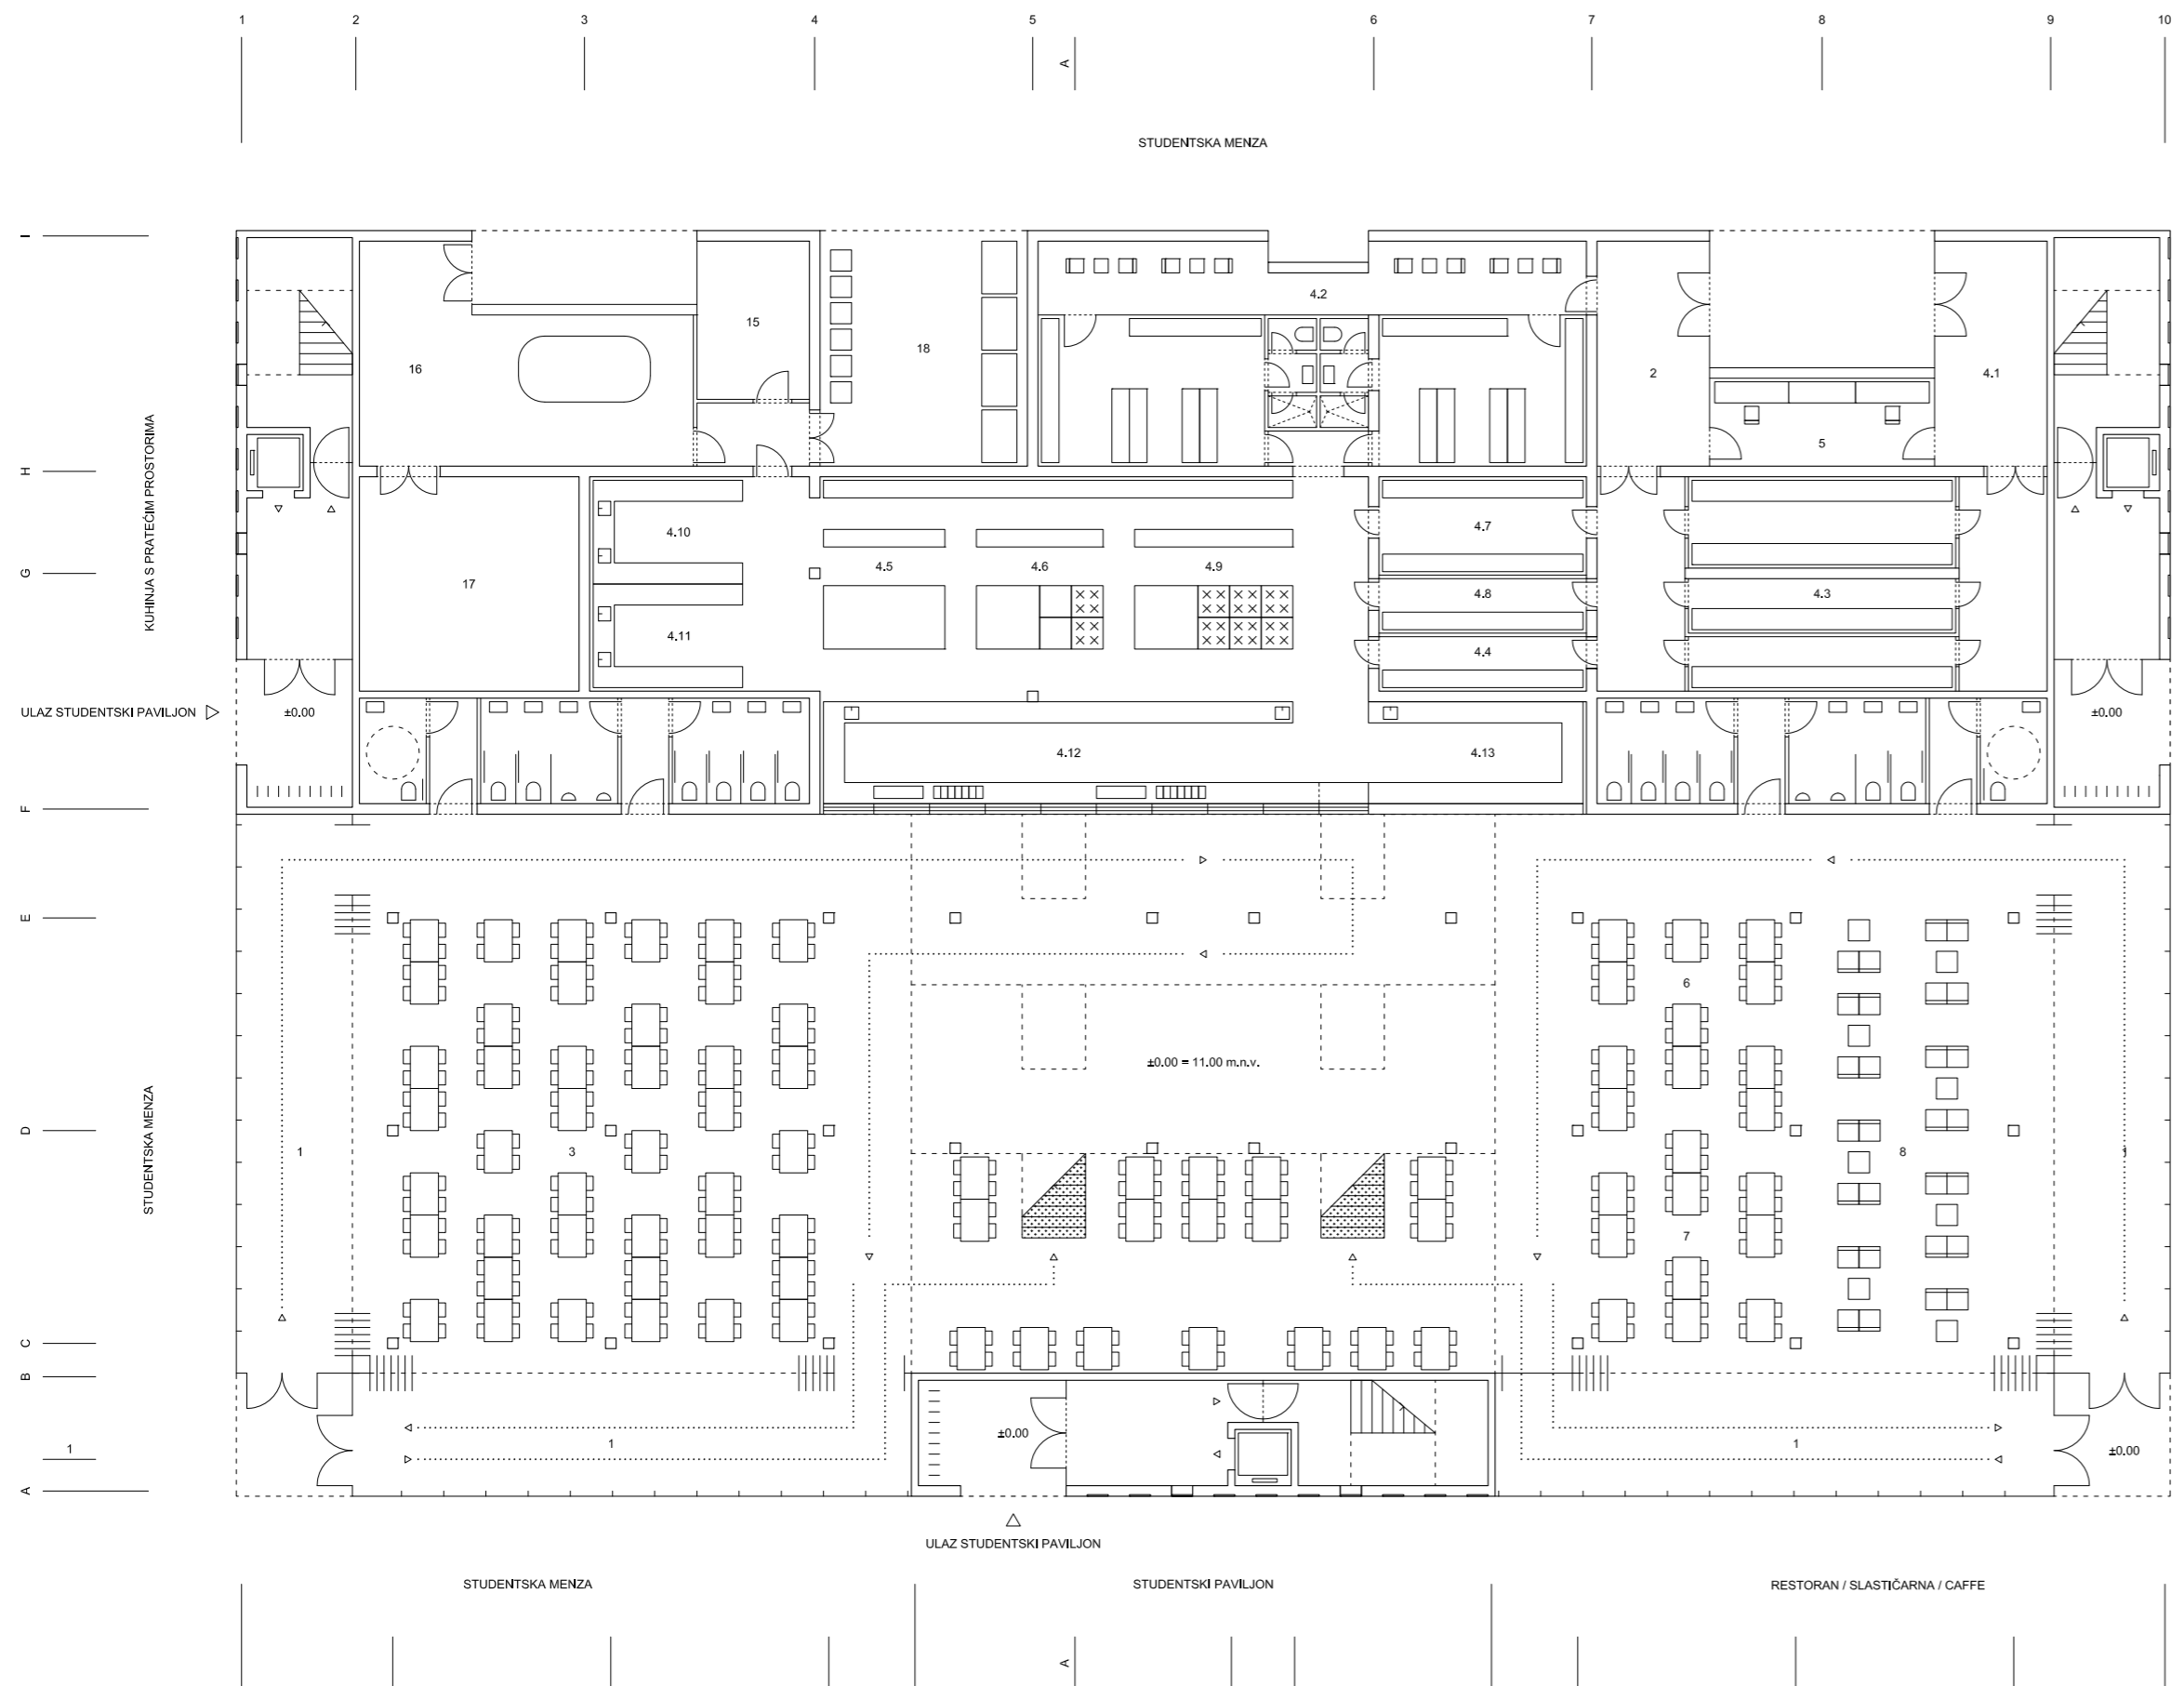 1 2 3 4 5 6 7 8 9 10
A
STUDENTSKA MENZA
I
4.2
15
18
16
2
4.1
5
H
KUHINJA S PRATEĆIM PROSTORIMA
4.10
4.7
G
4.5 4.6 4.9
17
4.8 4.3
4.11
4.4
ULAZ STUDENTSKI PAVILJON
±0.00
±0.00
4.12 4.13
F
E
6
±0.00 = 11.00 m.n.v.
STUDENTSKA MENZA
D
1 3 8 1
7
C
B
±0.00
1 1 1
±0.00
A
ULAZ STUDENTSKI PAVILJON
STUDENTSKA MENZA STUDENTSKI PAVILJON RESTORAN / SLASTIČARNA / CAFFE
A